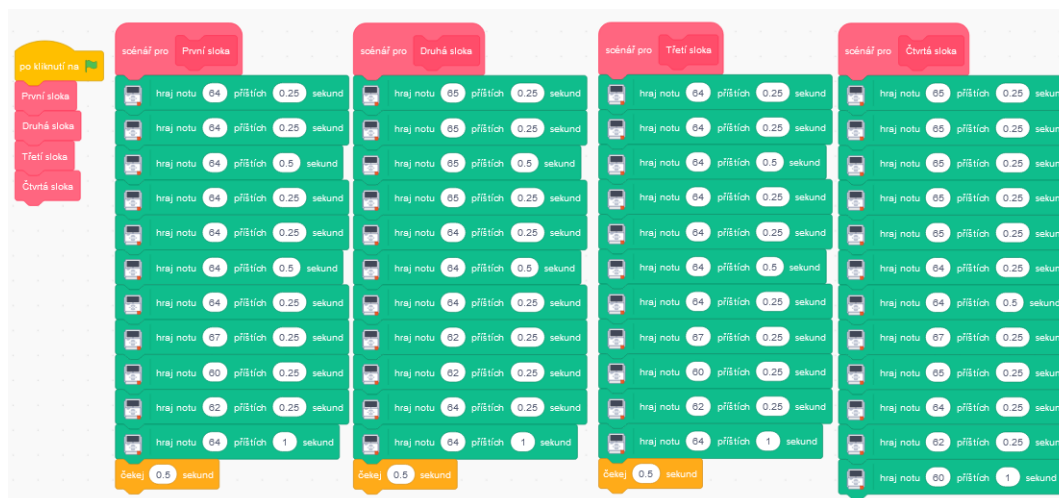 po kliknutí na
První sloka
Druhá sloka
Třetí sloka
Čtvrtá sloka
scénář pro První sloka
hraj notu 64 příštích 0.25 sekund
hraj notu 64 příštích 0.25 sekund
hraj notu 64 příštích 0.5 sekund
hraj notu 64 příštích 0.25 sekund
hraj notu 64 příštích 0.25 sekund
hraj notu 64 příštích 0.5 sekund
hraj notu 64 příštích 0.25 sekund
hraj notu 67 příštích 0.25 sekund
hraj notu 60 příštích 0.25 sekund
hraj notu 62 příštích 0.25 sekund
hraj notu 64 příštích 1 sekund
čekej 0.5 sekund
scénář pro Druhá sloka
hraj notu 65 příštích 0.25 sekund
hraj notu 65 příštích 0.25 sekund
hraj notu 65 příštích 0.5 sekund
hraj notu 65 příštích 0.25 sekund
hraj notu 64 příštích 0.25 sekund
hraj notu 64 příštích 0.5 sekund
hraj notu 64 příštích 0.25 sekund
hraj notu 62 příštích 0.25 sekund
hraj notu 62 příštích 0.25 sekund
hraj notu 64 příštích 0.25 sekund
hraj notu 64 příštích 1 sekund
čekej 0.5 sekund
scénář pro Třetí sloka
hraj notu 64 příštích 0.25 sekund
hraj notu 64 příštích 0.25 sekund
hraj notu 64 příštích 0.5 sekund
hraj notu 64 příštích 0.25 sekund
hraj notu 64 příštích 0.25 sekund
hraj notu 64 příštích 0.5 sekund
hraj notu 64 příštích 0.25 sekund
hraj notu 67 příštích 0.25 sekund
hraj notu 60 příštích 0.25 sekund
hraj notu 62 příštích 0.25 sekund
hraj notu 64 příštích 1 sekund
čekej 0.5 sekund
scénář pro Čtvrtá sloka
hraj notu 65 příštích 0.25 sekun
hraj notu 65 příštích 0.25 sekun
hraj notu 65 příštích 0.25 sekun
hraj notu 65 příštích 0.25 sekun
hraj notu 65 příštích 0.25 sekun
hraj notu 64 příštích 0.25 sekun
hraj notu 64 příštích 0.5 sekund
hraj notu 67 příštích 0.25 sekun
hraj notu 65 příštích 0.25 sekun
hraj notu 64 příštích 0.25 sekun
hraj notu 62 příštích 0.25 sekun
hraj notu 60 příštích 1 sekund